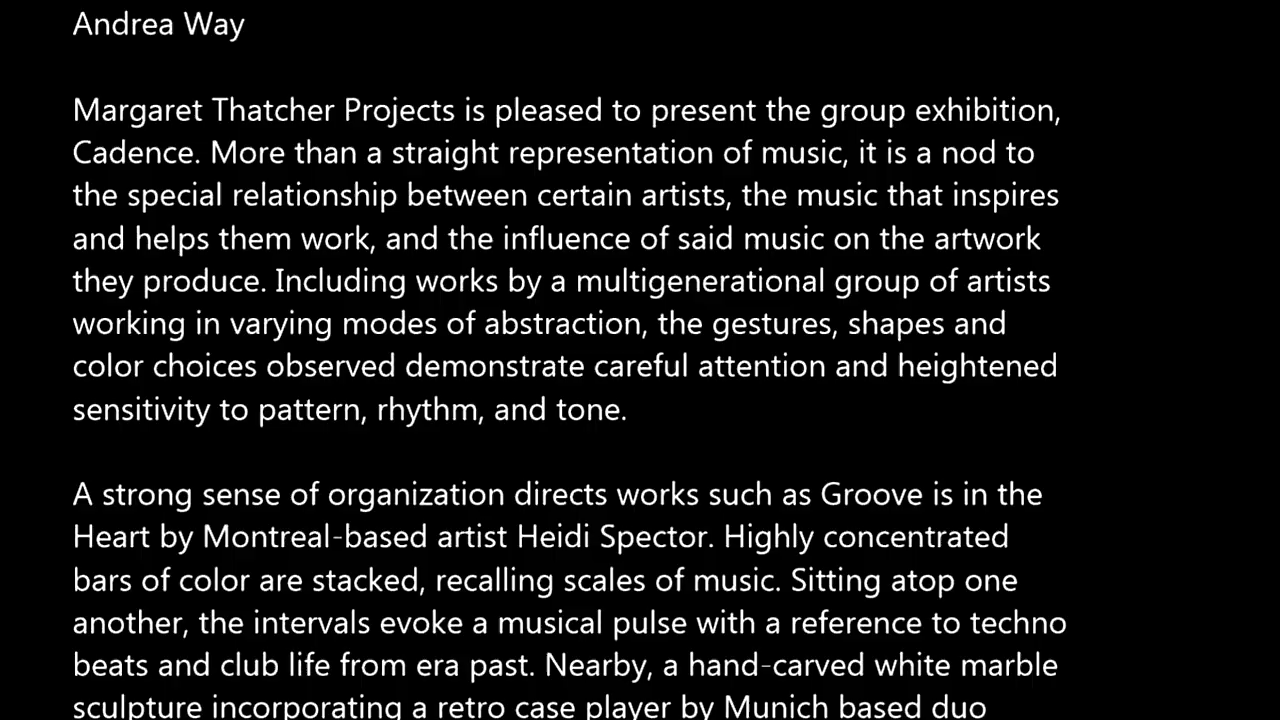 Andrea Way
Margaret Thatcher Projects is pleased to present the group exhibition,
Cadence. More than a straight representation of music, it is a nod to
the special relationship between certain artists, the music that inspires
and helps them work, and the influence of said music on the artwork
they produce. Including works by a multigenerational group of artists
working in varying modes of abstraction, the gestures, shapes and
color choices observed demonstrate careful attention and heightened
sensitivity to pattern, rhythm, and tone.
A strong sense of organization directs works such as Groove is in the
Heart by Montreal-based artist Heidi Spector. Highly concentrated
bars of color are stacked, recalling scales of music. Sitting atop one
another, the intervals evoke a musical pulse with a reference to techno
beats and club life from era past. Nearby, a hand-carved white marble
sculpture incorporating a retro case player by Munich based duo